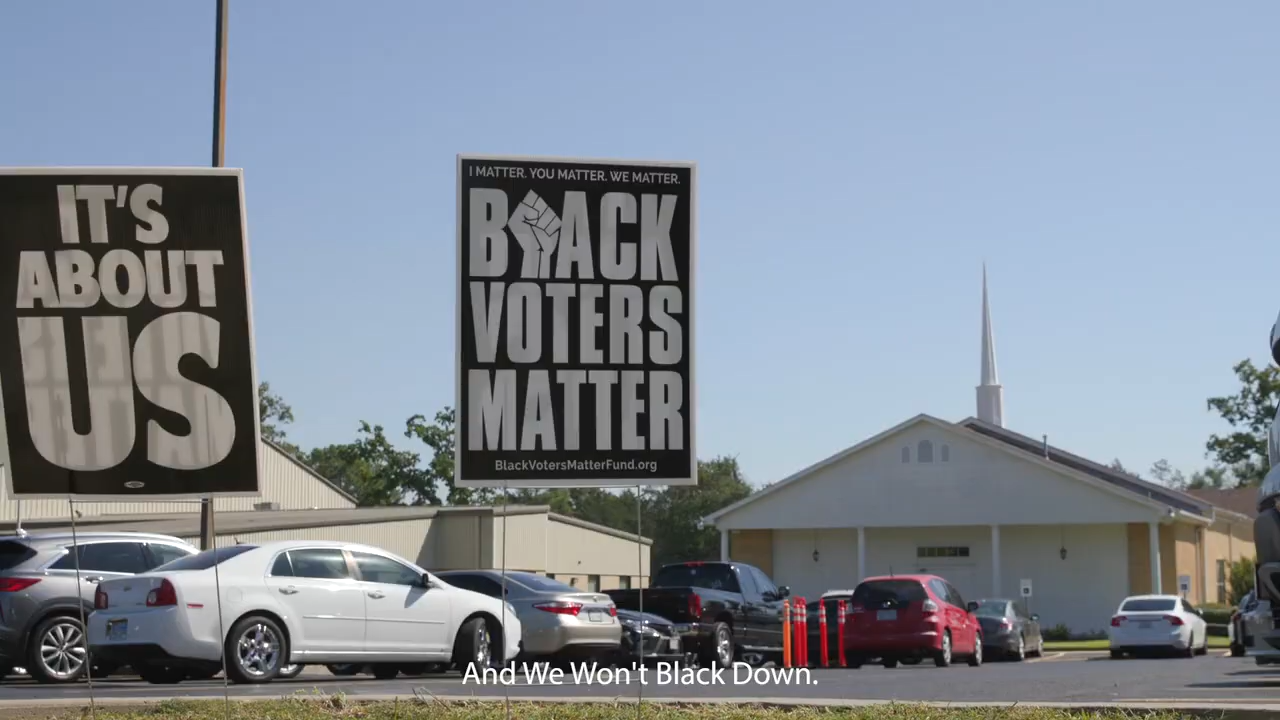 IT'S
ABOUT
US
I MATTER. YOU MATTER. WE MATTER.
BLACK
VOTERS
MATTER
BlackVotersMatterFund.org
And We Won't Black Down.